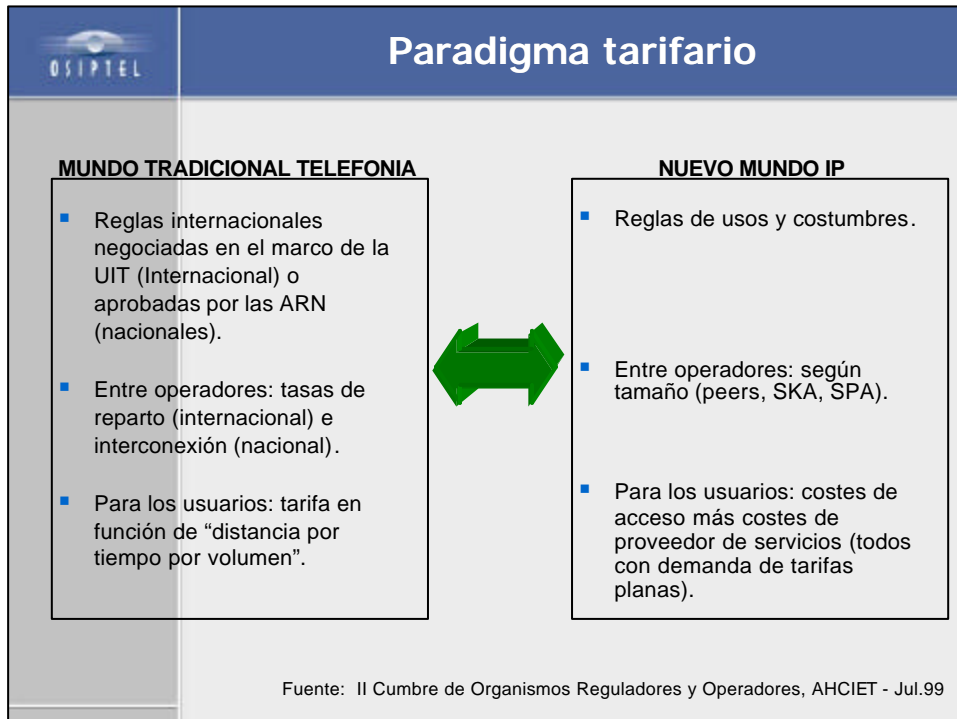 OSIPTEL
Paradigma tarifario
MUNDO TRADICIONAL TELEFONIA
Reglas internacionales
negociadas en el marco de la
UIT (Internacional) o
aprobadas por las ARN
(nacionales).
Entre operadores: tasas de
reparto (internacional) e
interconexión (nacional).
Para los usuarios: tarifa en
función de “distancia por
tiempo por volumen”.
NUEVO MUNDO IP
Reglas de usos y costumbres.
Entre operadores: según
tamaño (peers, SKA, SPA).
Para los usuarios: costes de
acceso más costes de
proveedor de servicios (todos
con demanda de tarifas
planas).
Fuente: II Cumbre de Organismos Reguladores y Operadores, AHCIET - Jul.99